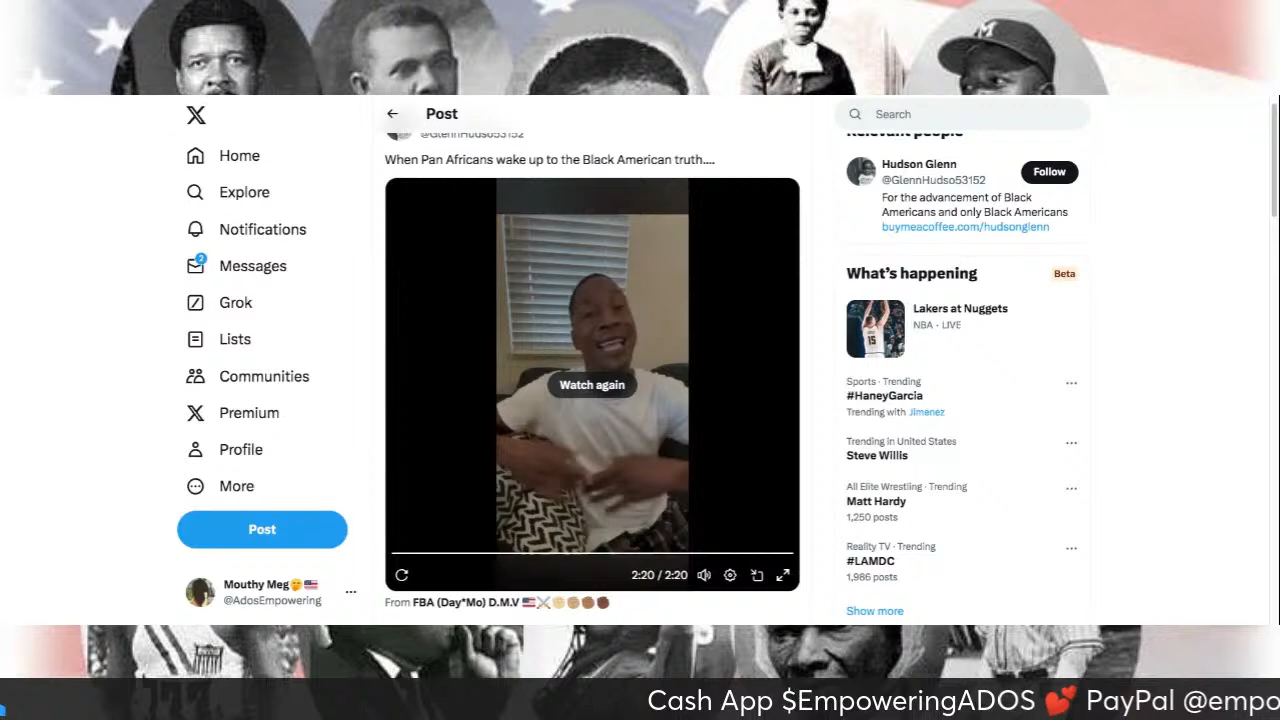 Post
Search
Home
Explore
Notifications
2
Messages
Grok
Lists
Communities
Premium
Profile
More
Post
Mouthy Meg🤭🇺🇸
@AdosEmpowering
@GlennHudso53152
When Pan Africans wake up to the Black American truth....
Watch again
2:20 / 2:20
From FBA (Day*Mo) D.M.V 🇺🇸⚔️✊🏼✊🏽✊🏾✊🏿
Relevant people
Hudson Glenn
@GlennHudso53152
Follow
For the advancement of Black
Americans and only Black Americans
buymeacoffee.com/hudsonglenn
What's happening
Beta
15
Lakers at Nuggets
NBA · LIVE
Sports · Trending
#HaneyGarcia
Trending with Jimenez
Trending in United States
Steve Willis
All Elite Wrestling · Trending
Matt Hardy
1,250 posts
Reality TV · Trending
#LAMDC
1,986 posts
Show more
M
Cash App $EmpoweringADOS 💕 PayPal @empo